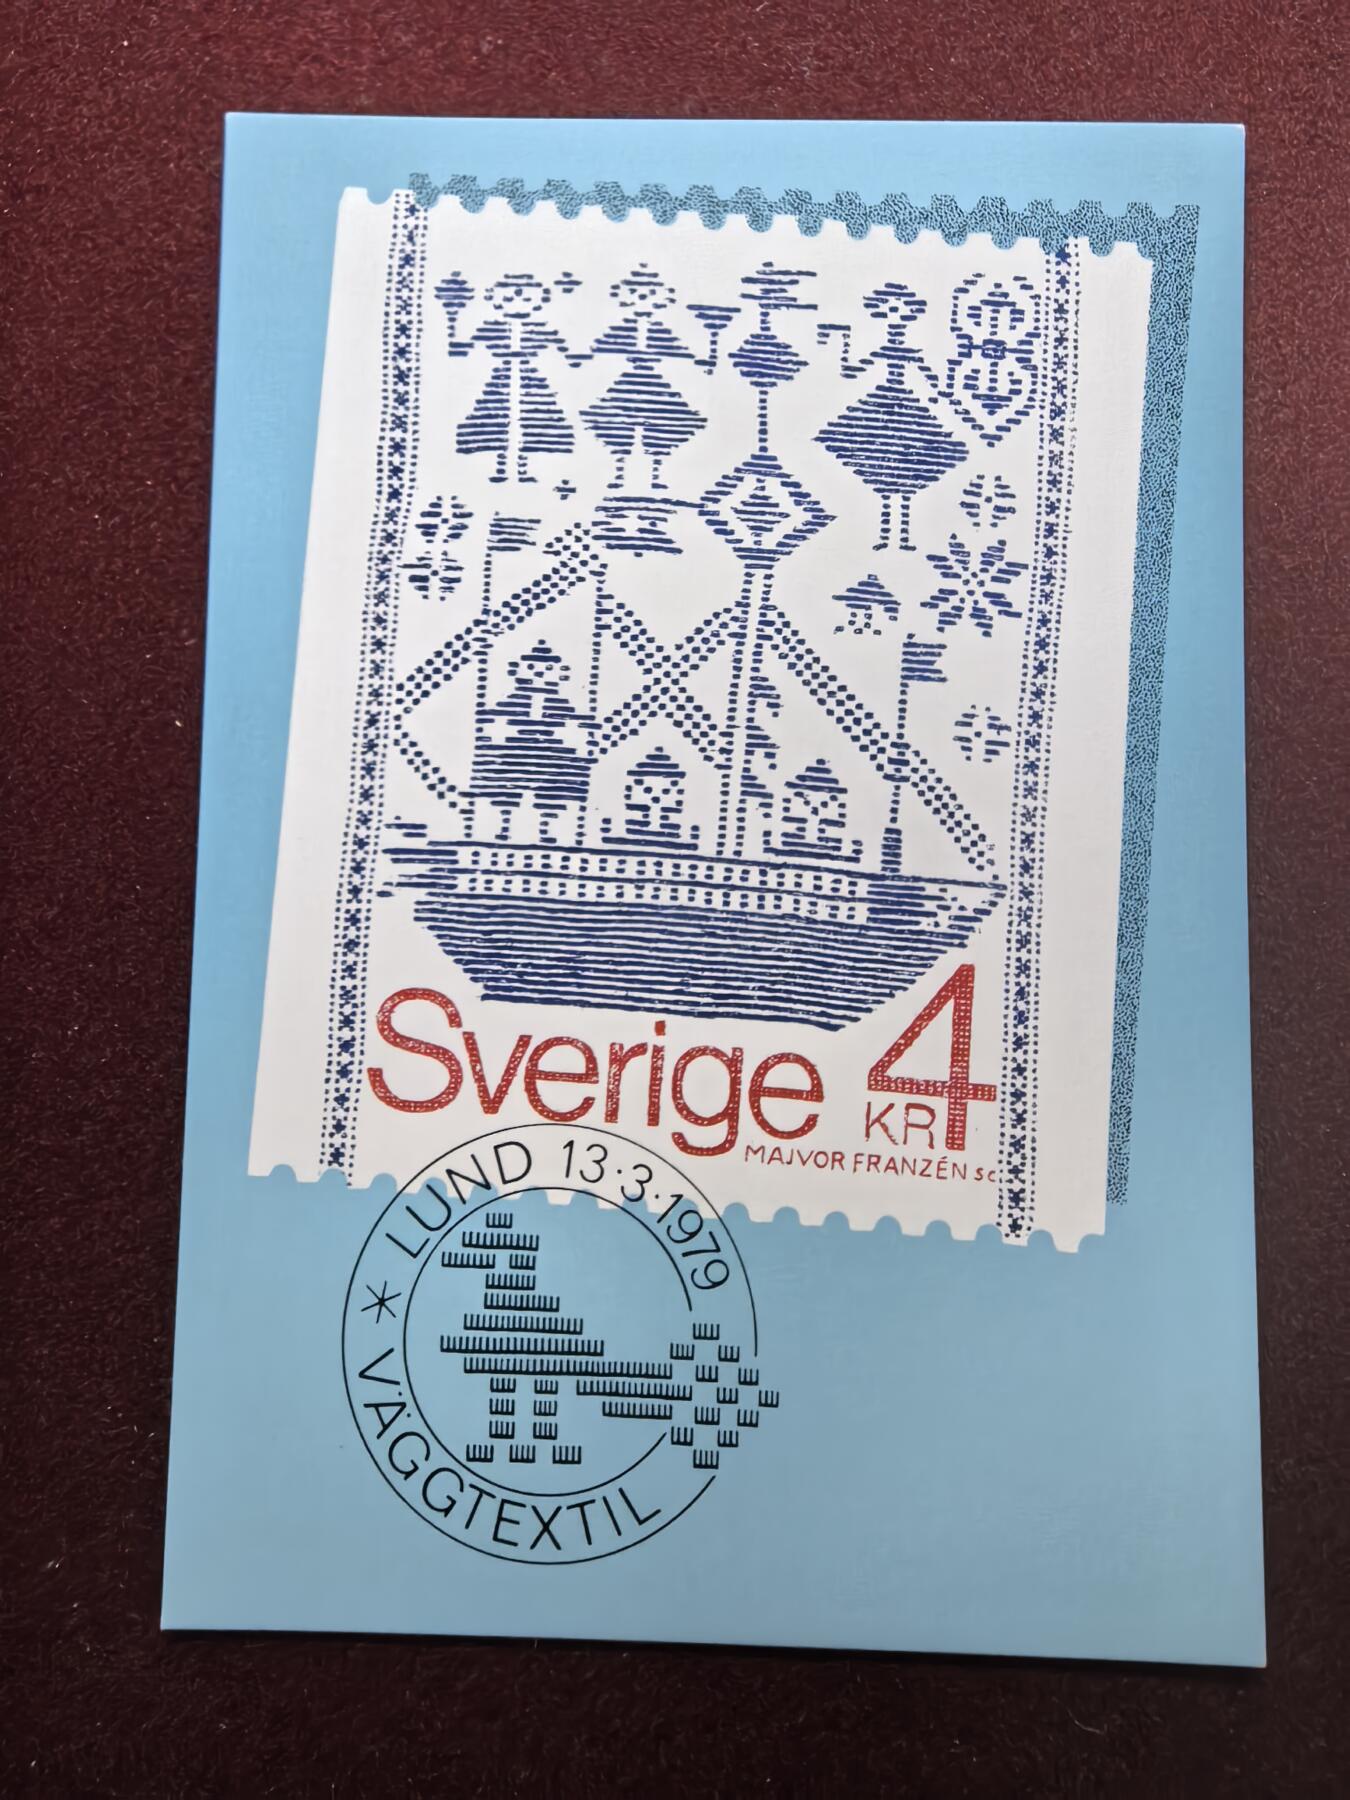 Sverige 4
KR
MAJVOR FRANZÉN SC
LUND 13·3·1979
* VÄGGTEXTIL